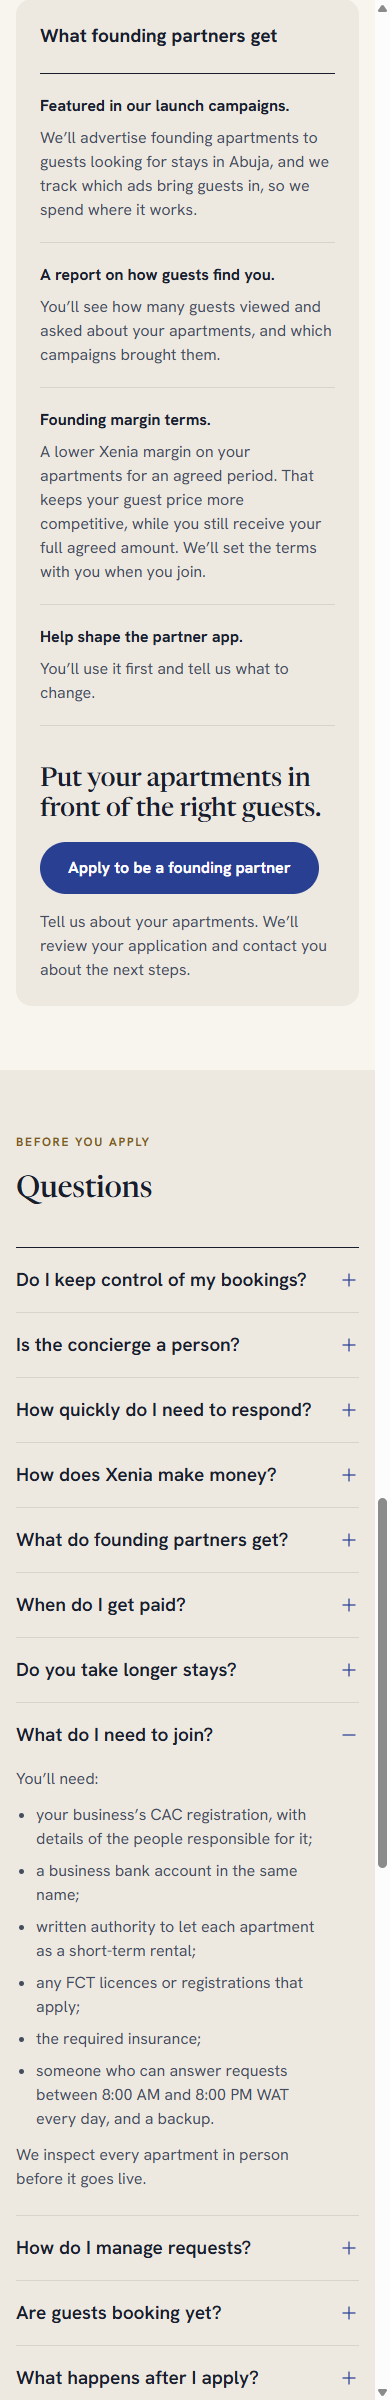 What founding partners get
Featured in our launch campaigns.
We’ll advertise founding apartments to
guests looking for stays in Abuja, and we
track which ads bring guests in, so we
spend where it works.
A report on how guests find you.
You’ll see how many guests viewed and
asked about your apartments, and which
campaigns brought them.
Founding margin terms.
A lower Xenia margin on your
apartments for an agreed period. That
keeps your guest price more
competitive, while you still receive your
full agreed amount. We’ll set the terms
with you when you join.
Help shape the partner app.
You’ll use it first and tell us what to
change.
Put your apartments in
front of the right guests.
Apply to be a founding partner
Tell us about your apartments. We’ll
review your application and contact you
about the next steps.
BEFORE YOU APPLY
Questions
Do I keep control of my bookings?
Is the concierge a person?
How quickly do I need to respond?
How does Xenia make money?
What do founding partners get?
When do I get paid?
Do you take longer stays?
What do I need to join?
You’ll need:
• your business’s CAC registration, with
details of the people responsible for it;
• a business bank account in the same
name;
• written authority to let each apartment
as a short-term rental;
• any FCT licences or registrations that
apply;
• the required insurance;
• someone who can answer requests
between 8:00 AM and 8:00 PM WAT
every day, and a backup.
We inspect every apartment in person
before it goes live.
How do I manage requests?
Are guests booking yet?
What happens after I apply?